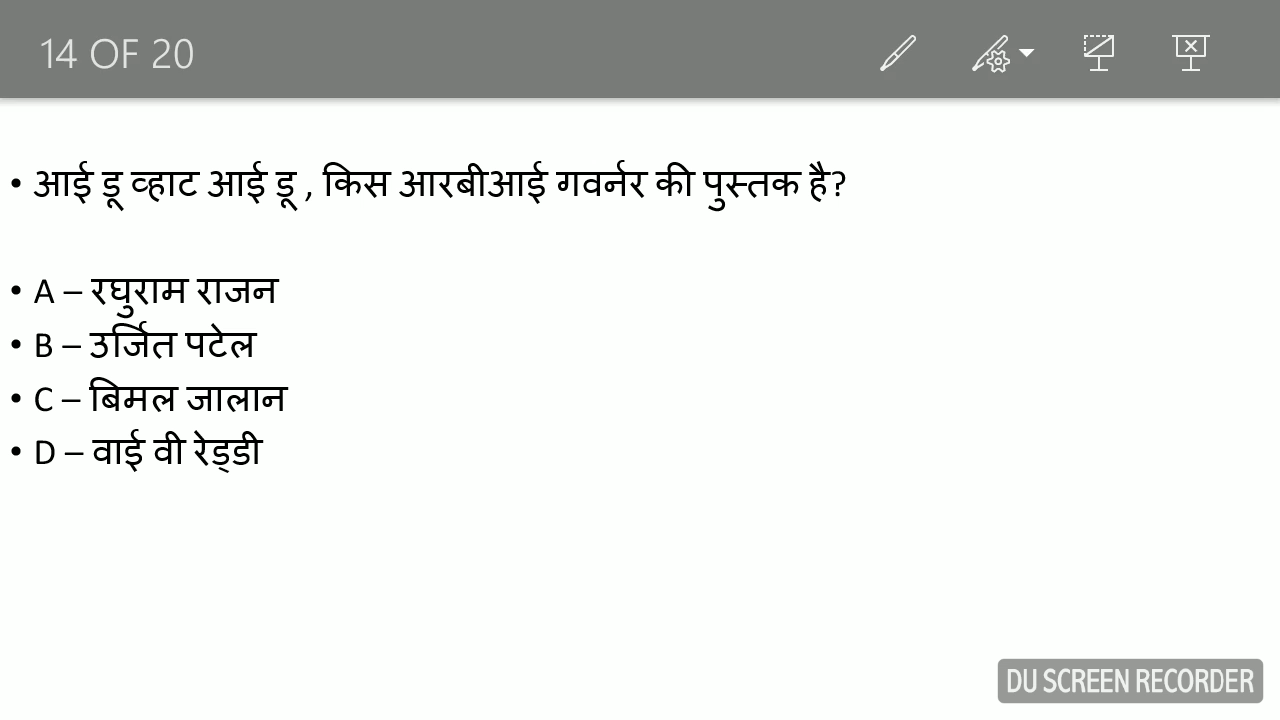 14 OF 20
• आई डू व्हाट आई डू , किस आरबीआई गवर्नर की पुस्तक है?
• A – रघुराम राजन
• B – उर्जित पटेल
• C – बिमल जालान
• D – वाई वी रेड्डी
DU SCREEN RECORDER